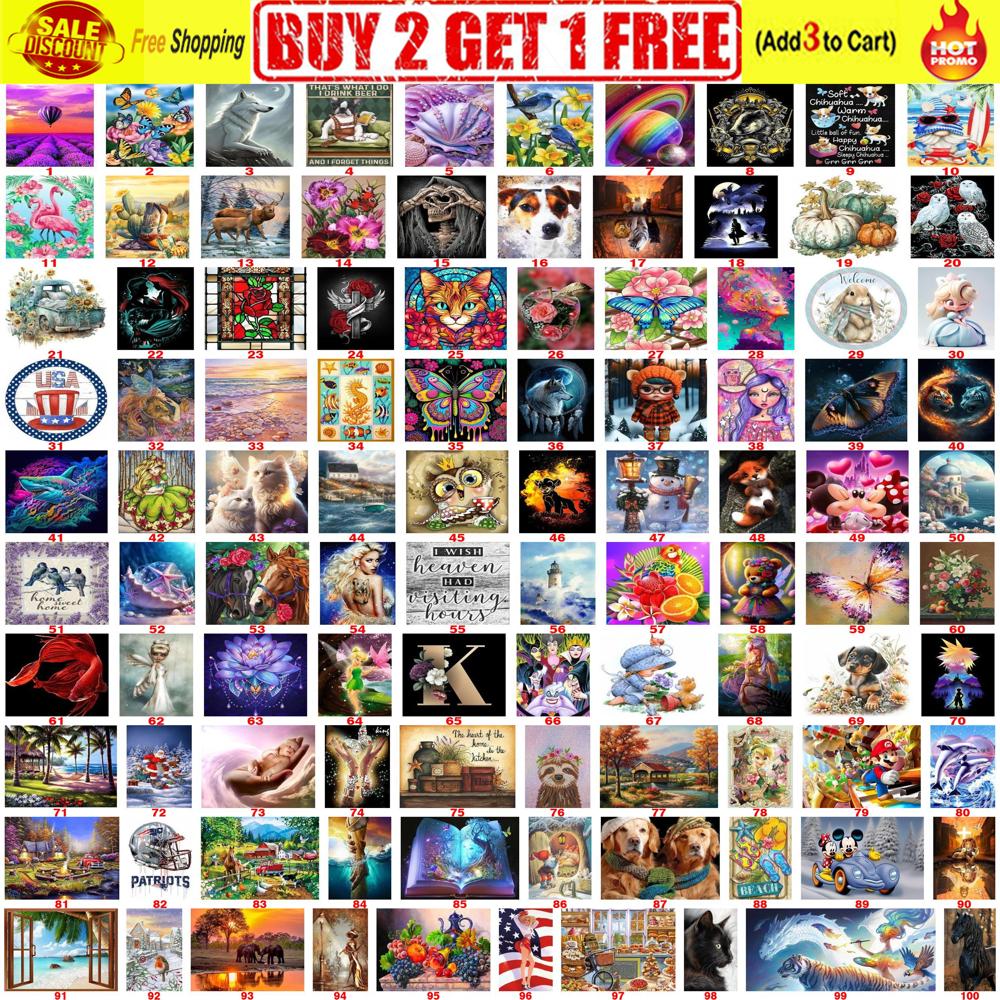 SALE
DISCOUNT
Free Shopping
BUY 2 GET 1 FREE
(Add 3 to Cart)
HOT
PROMO
THAT'S WHAT I DO
I DRINK BEER
AND I FORGET THINGS
Soft
Chihuahua ....
Warm
Chihuahua....
Little ball of fun.
Happy
Chihuahua ....
Sleepy Chihuahua ..
Grrr Grrr Grrr
1 2 3 4 5 6 7 8 9 10
11 12 13 14 15 16 17 18 19 20
Welcome
21 22 23 24 25 26 27 28 29 30
USA
31 32 33 34 35 36 37 38 39 40
41 42 43 44 45 46 47 48 49 50
home sweet
home
I WISH
heaven
HAD
visiting
hours
51 52 53 54 55 56 57 58 59 60
K
61 62 63 64 65 66 67 68 69 70
king
The heart of the
home
is the
kitchen...
71 72 73 74 75 76 77 78 79 80
PATRIOTS
BEACH
81 82 83 84 85 86 87 88 89 90
91 92 93 94 95 96 97 98 99 100